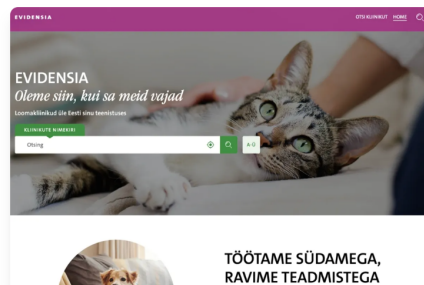 EVIDENSIA
OTSI KLIINIKUT HOME
EVIDENSIA
Oleme siin, kui sa meid vajad
Loomakliinikud üle Eesti sinu teenistuses
KLIINIKUTE NIMEKIRI
Otsing
A-Ü
TÖÖTAME SÜDAMEGA,
RAVIME TEADMISTEGA